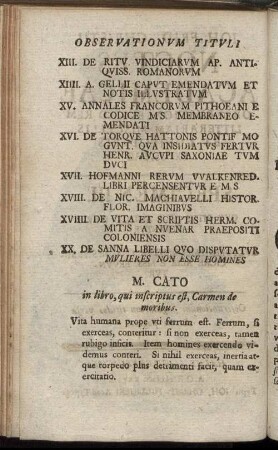 OBSERVATIONVM TITVLI
XIII. DE RITV VINDICIARVM AP. ANTI-
QVISS. ROMANORVM
XIIII. A. GELLII CAPVT EMENDATVM ET
NOTIS ILLVSTRATVM
XV. ANNALES FRANCORVM PITHOEANI E
CODICE MS. MEMBRANEO E-
MENDATI
XVI. DE TORQVE HATTONIS PONTIF MO
GVNT. QVA INSIDIATVS FERTVR
HENR. AVCVPI SAXONIAE TVM
DVCI
XVII. HOFMANNI RERVM VVALKENRED.
LIBRI PERCENSENTVR E M S
XVIII. DE NIC. MACHIAVELLI HISTOR.
FLOR. IMAGINIBVS
XVIIII. DE VITA ET SCRIPTIS HERM. CO-
MITIS A NVENAR PRAEPOSITI
COLONIENSIS
XX. DE SANNA LIBELLI QVO DISPVTATVR
MVLIERES NON ESSE HOMINES
M. CATO
in libro, qui inscriptus est, Carmen de
moribus.
Vita humana prope vti ferrum est. Ferrum, si
exerceas, conteritur: si non exerceas, tamen
rubigo inficit. Item homines exercendo vi-
demus conteri. Si nihil exerceas, inertia at-
que torpedo plus detrimenti facit, quam ex-
ercitatio.